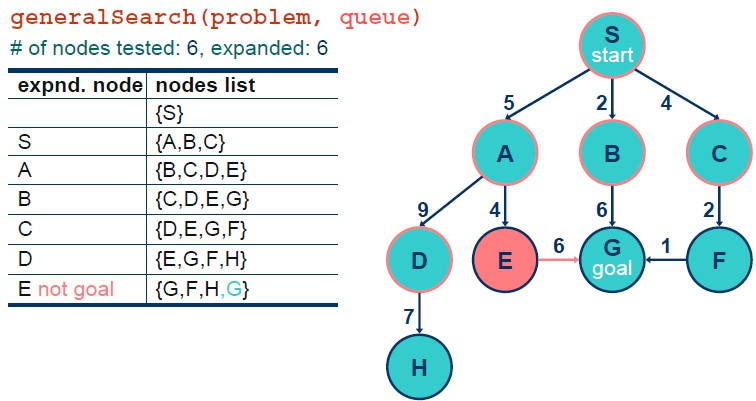 generalSearch(problem, queue)
# of nodes tested: 6, expanded: 6
expnd. node nodes list
{S}
S {A,B,C}
A {B,C,D,E}
B {C,D,E,G}
C {D,E,G,F}
D {E,G,F,H}
E not goal {G,F,H,G}
S
start
5 2 4
A B C
9 4 6 2
D E 6 G
goal 1 F
7
H